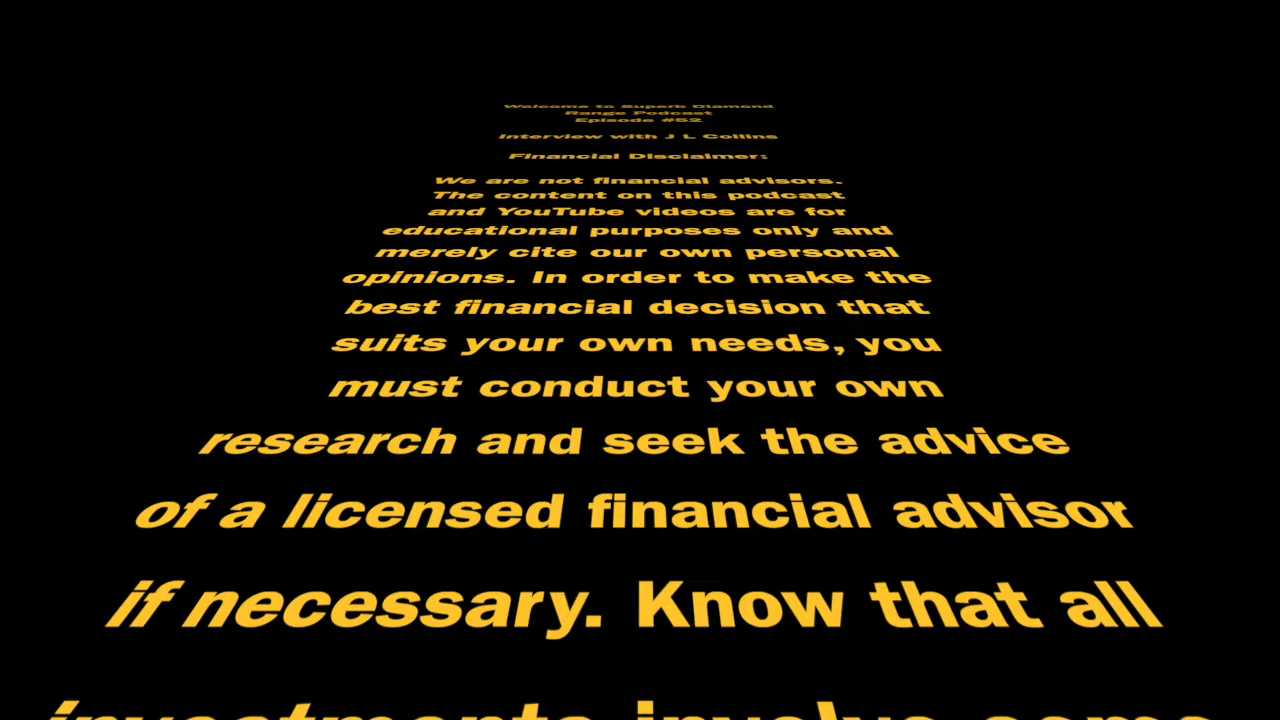 Welcome to Superb Diamond
Range Podcast
Episode #52
Interview with J L Collins
Financial Disclaimer:
We are not financial advisors.
The content on this podcast
and YouTube videos are for
educational purposes only and
merely cite our own personal
opinions. In order to make the
best financial decision that
suits your own needs, you
must conduct your own
research and seek the advice
of a licensed financial advisor
if necessary. Know that all
investments involve some